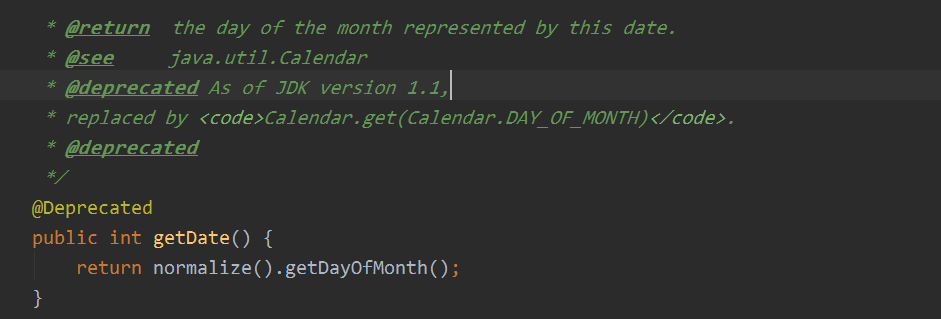 * @return  the day of the month represented by this date.
* @see     java.util.Calendar
* @deprecated As of JDK version 1.1,
* replaced by <code>Calendar.get(Calendar.DAY_OF_MONTH)</code>.
* @deprecated
*/
@Deprecated
public int getDate() {
    return normalize().getDayOfMonth();
}